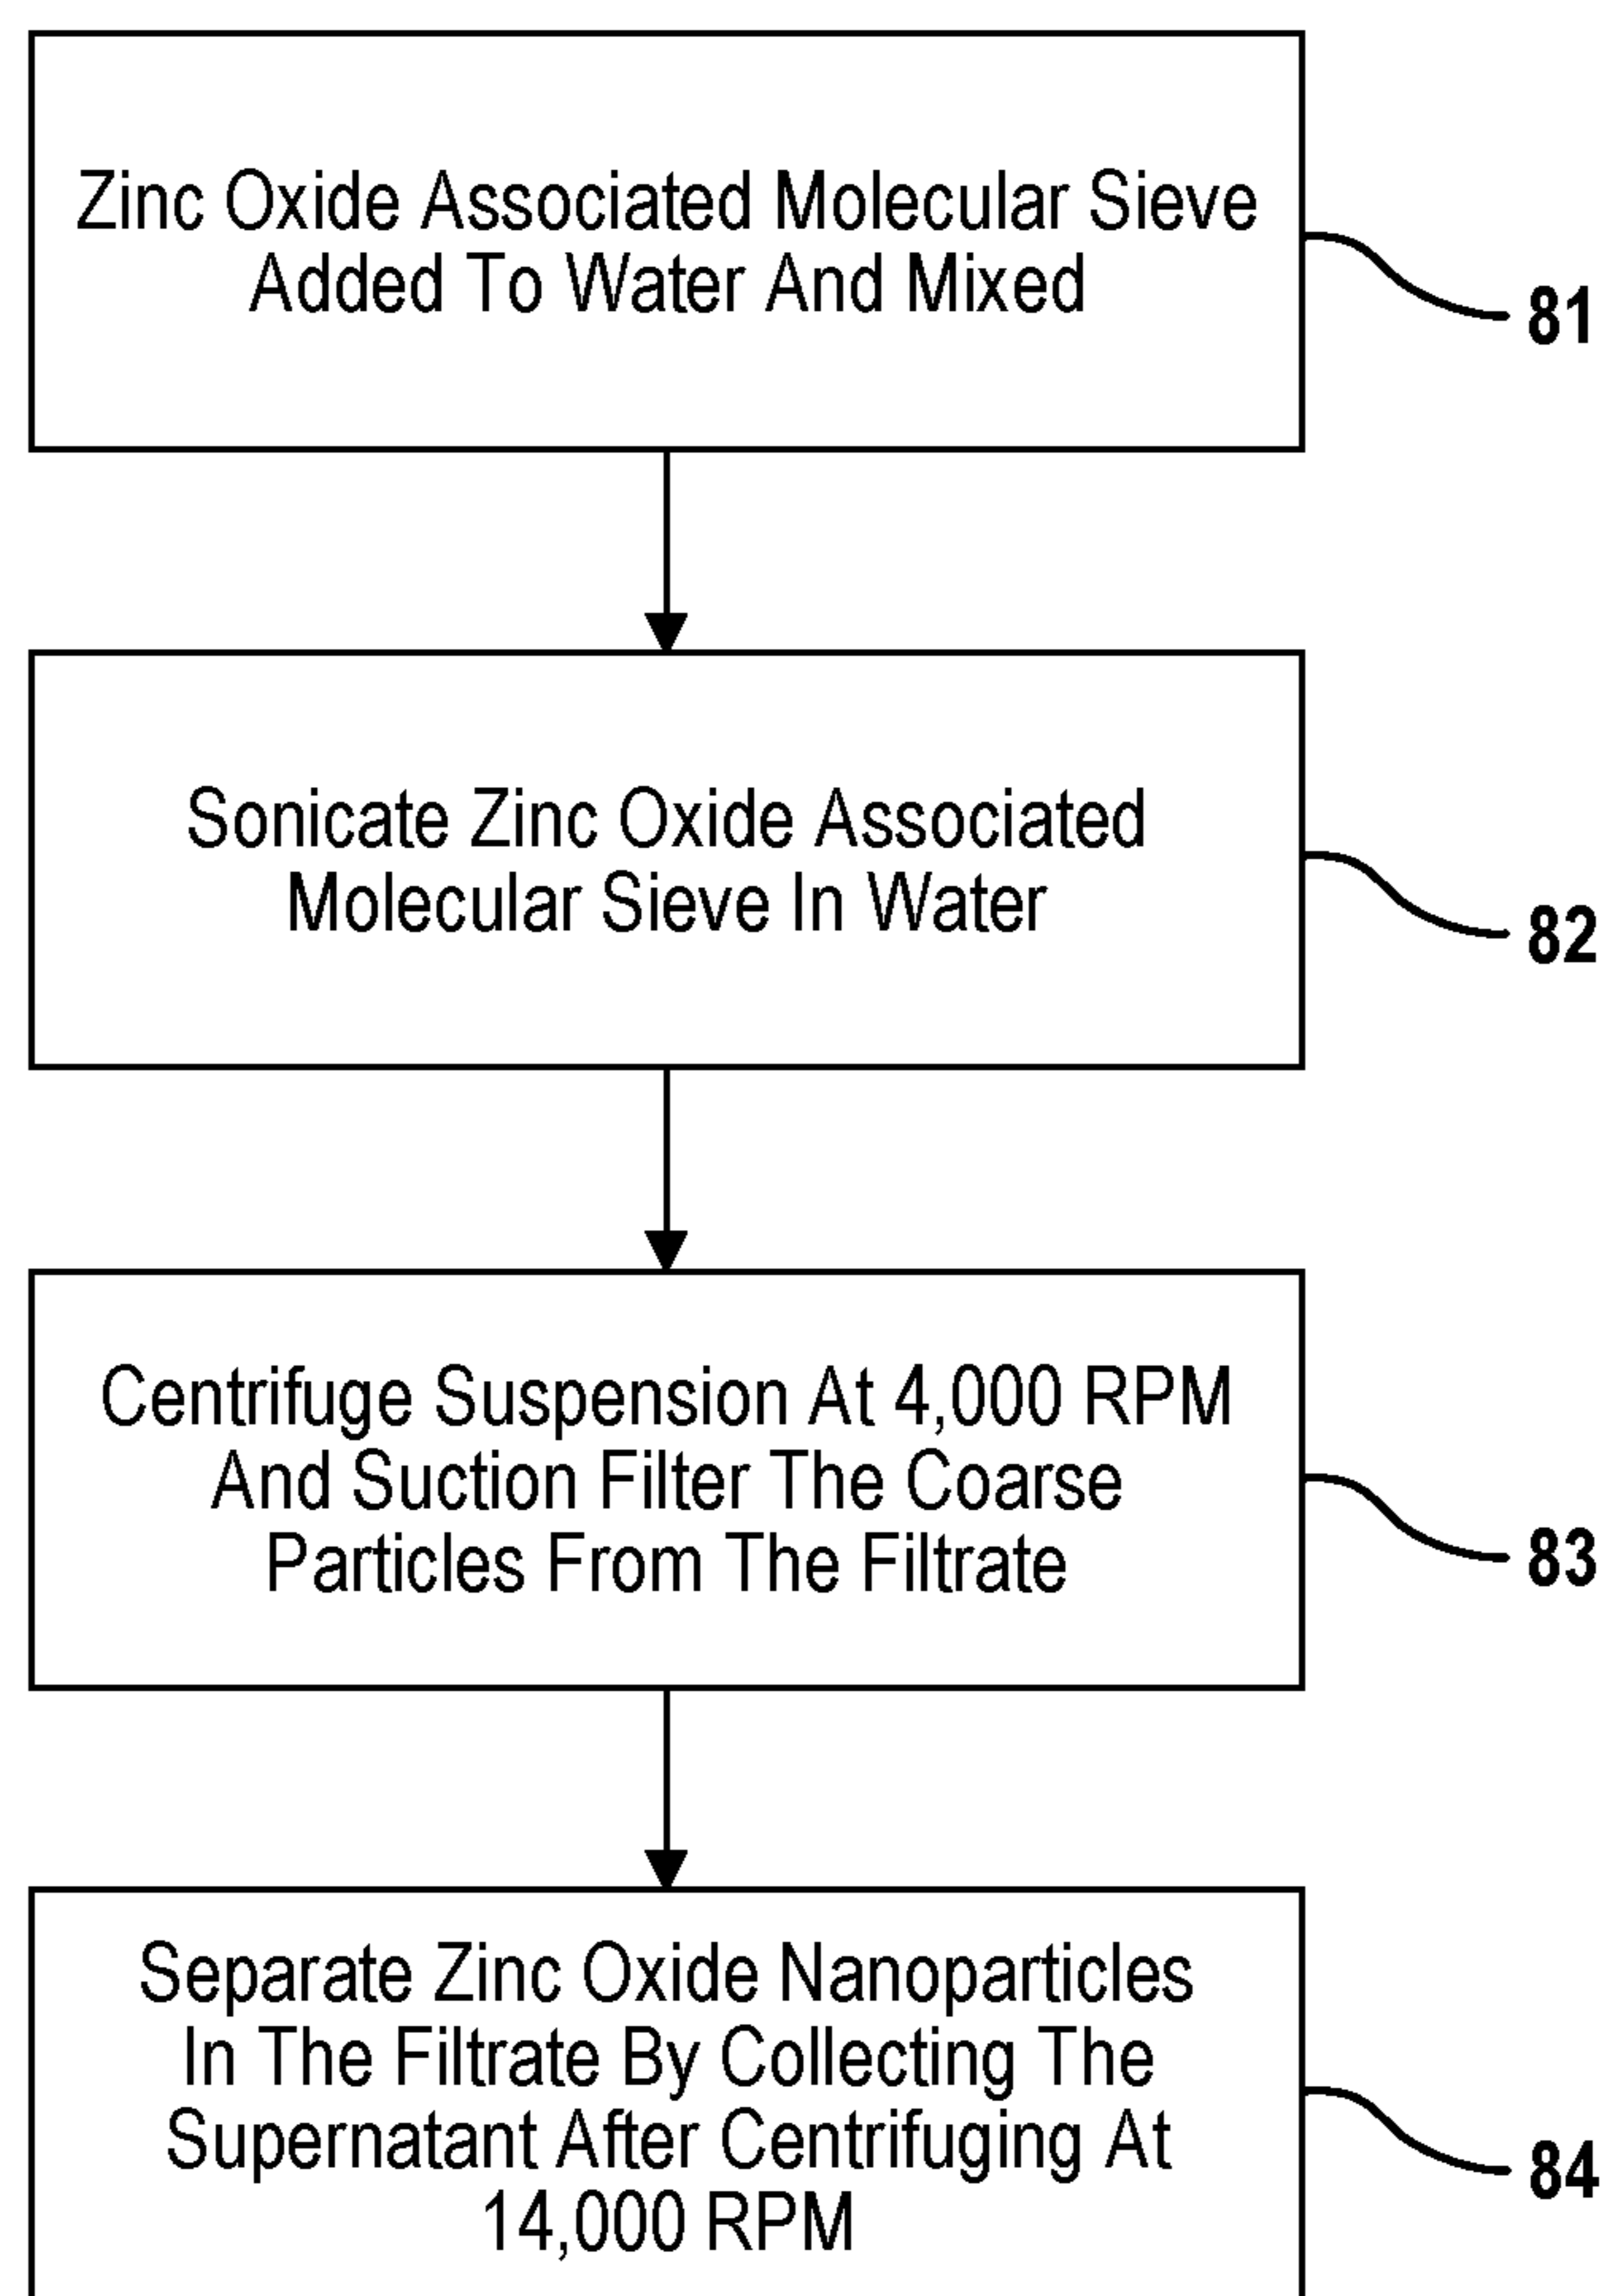 Zinc Oxide Associated Molecular Sieve
Added To Water And Mixed
81
Sonicate Zinc Oxide Associated
Molecular Sieve In Water
82
Centrifuge Suspension At 4,000 RPM
And Suction Filter The Coarse
Particles From The Filtrate
83
Separate Zinc Oxide Nanoparticles
In The Filtrate By Collecting The
Supernatant After Centrifuging At
14,000 RPM
84